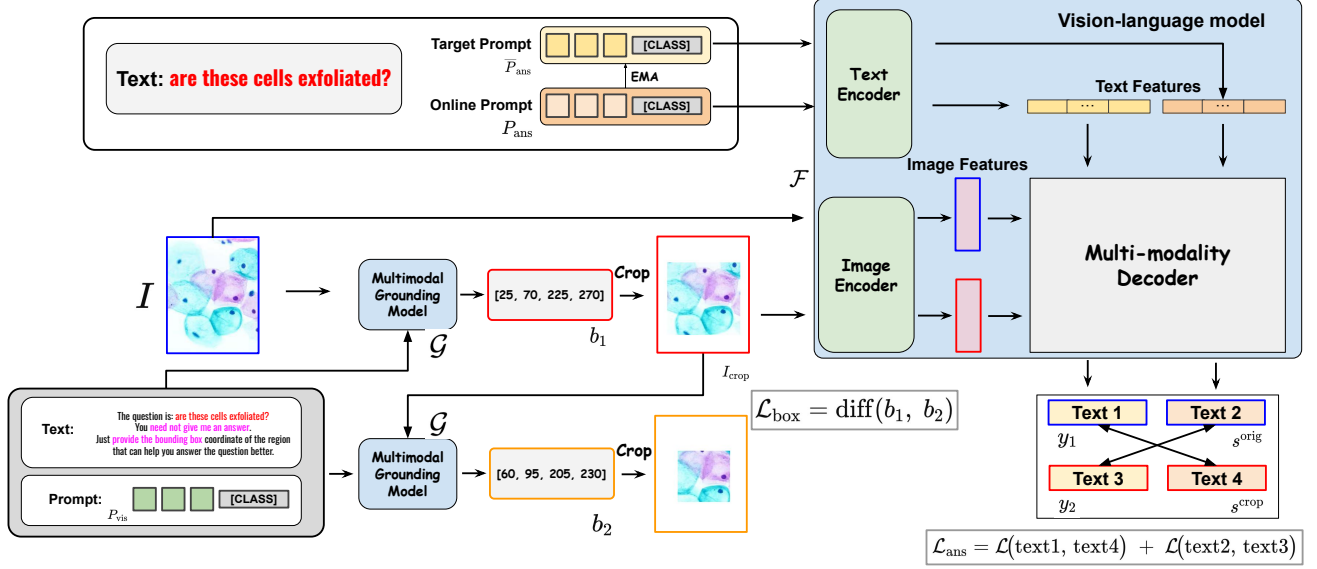 Text: are these cells exfoliated?
Target Prompt
P̅ans
[CLASS]
EMA
Online Prompt
Pans
[CLASS]
Vision-language model
Text
Encoder
Text Features
...
...
Image Features
F
Image
Encoder
Multi-modality
Decoder
I
Multimodal
Grounding
Model
G
[25, 70, 225, 270]
b1
Crop
Icrop
Text:
The question is: are these cells exfoliated?
You need not give me an answer.
Just provide the bounding box coordinate of the region
that can help you answer the question better.
Prompt:
Pvis
[CLASS]
G
Multimodal
Grounding
Model
[60, 95, 205, 230]
b2
Crop
Lbox = diff(b1, b2)
Text 1
Text 2
y1
sorig
Text 3
Text 4
y2
scrop
Lans = L(text1, text4) + L(text2, text3)